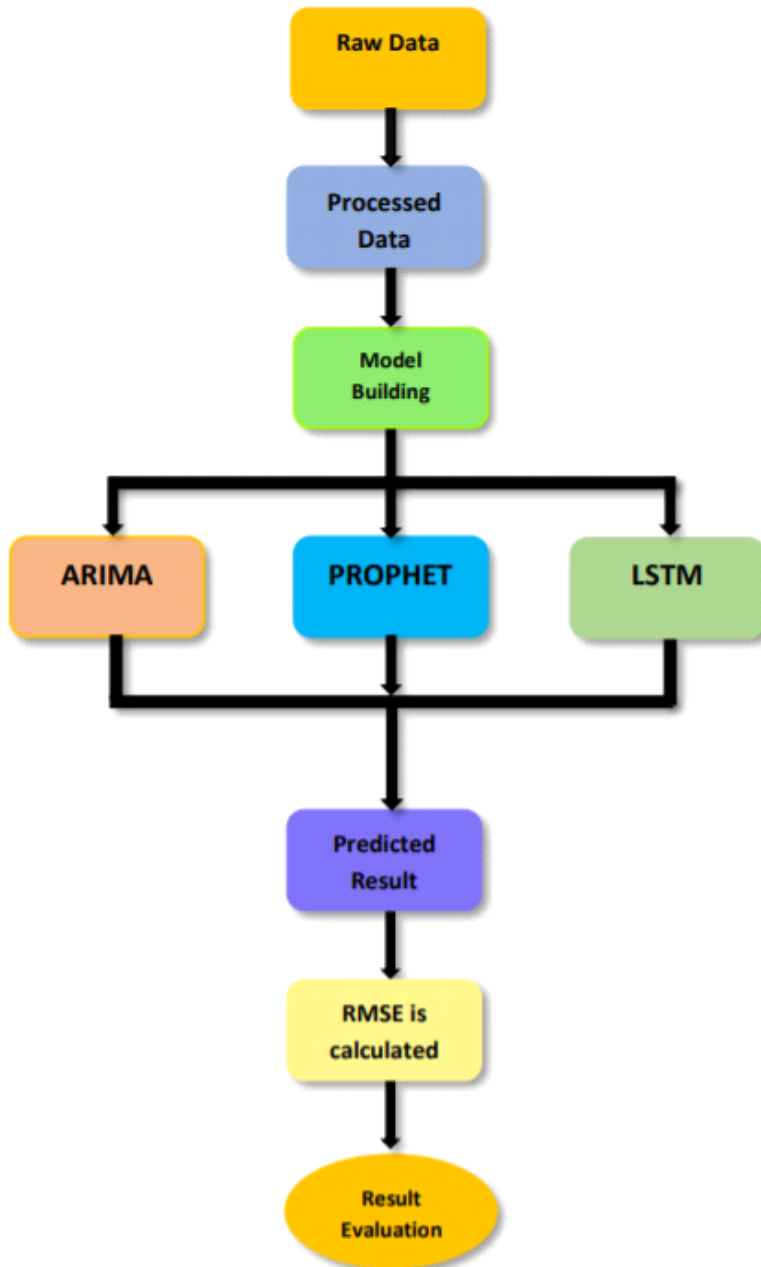 Raw Data
Processed
Data
Model
Building
ARIMA
PROPHET
LSTM
Predicted
Result
RMSE is
calculated
Result
Evaluation